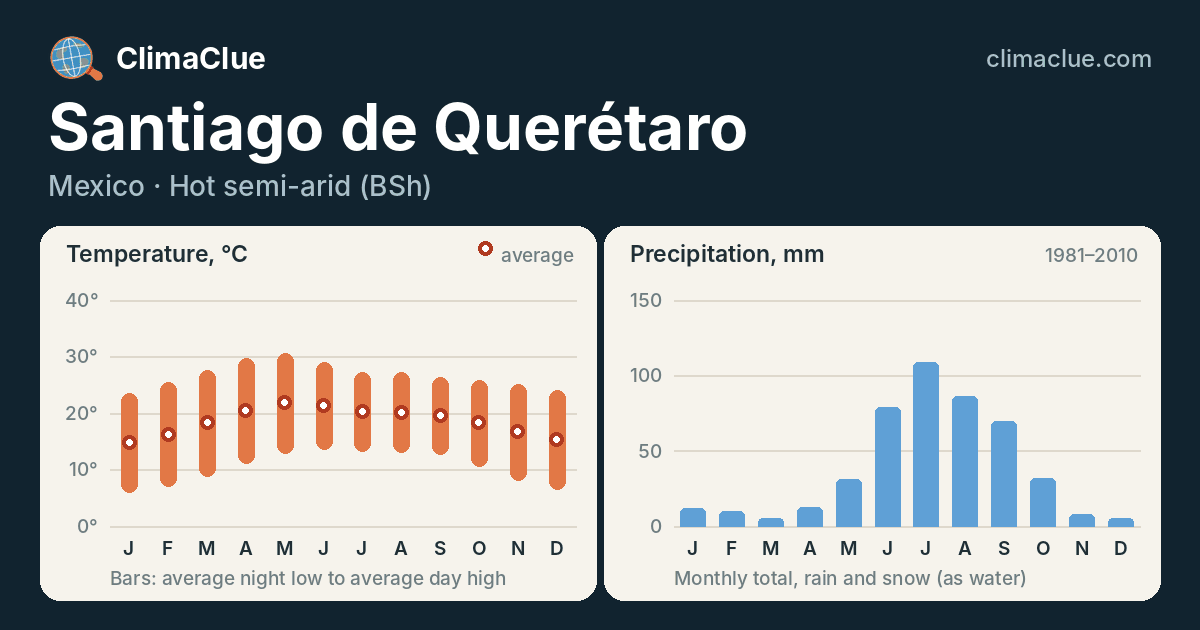 ClimaClue
climaclue.com
Santiago de Querétaro
Mexico · Hot semi-arid (BSh)
Temperature, °C
average
40°
30°
20°
10°
0°
J F M A M J J A S O N D
Bars: average night low to average day high
Precipitation, mm
1981–2010
150
100
50
0
J F M A M J J A S O N D
Monthly total, rain and snow (as water)